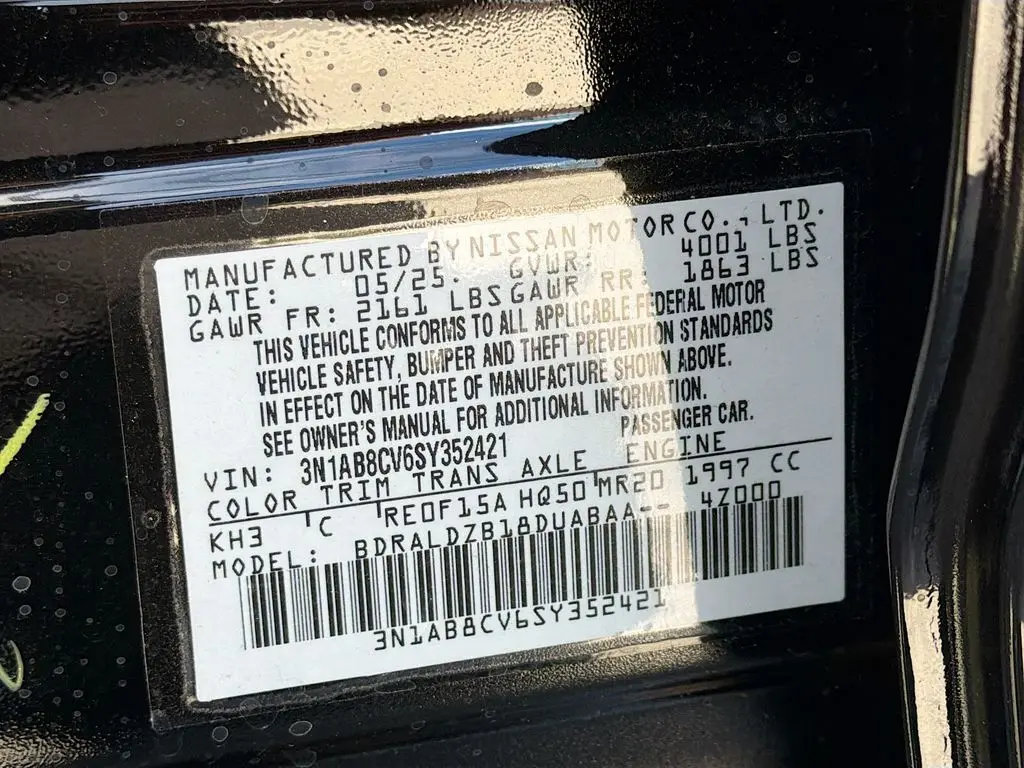 MANUFACTURED BY NISSAN MOTOR CO., LTD.
DATE: 05/25. GVWR: 4001 LBS
GAWR FR: 2161 LBS GAWR RR: 1863 LBS
THIS VEHICLE CONFORMS TO ALL APPLICABLE FEDERAL MOTOR
VEHICLE SAFETY, BUMPER AND THEFT PREVENTION STANDARDS
IN EFFECT ON THE DATE OF MANUFACTURE SHOWN ABOVE.
SEE OWNER'S MANUAL FOR ADDITIONAL INFORMATION.
VIN: 3N1AB8CV6SY352421 PASSENGER CAR.
COLOR TRIM TRANS AXLE ENGINE
KH3 C RE0F15A HQ50 MR20 1997 CC
MODEL: BDRALDZB18DUABAA-- 4Z000
3N1AB8CV6SY352421